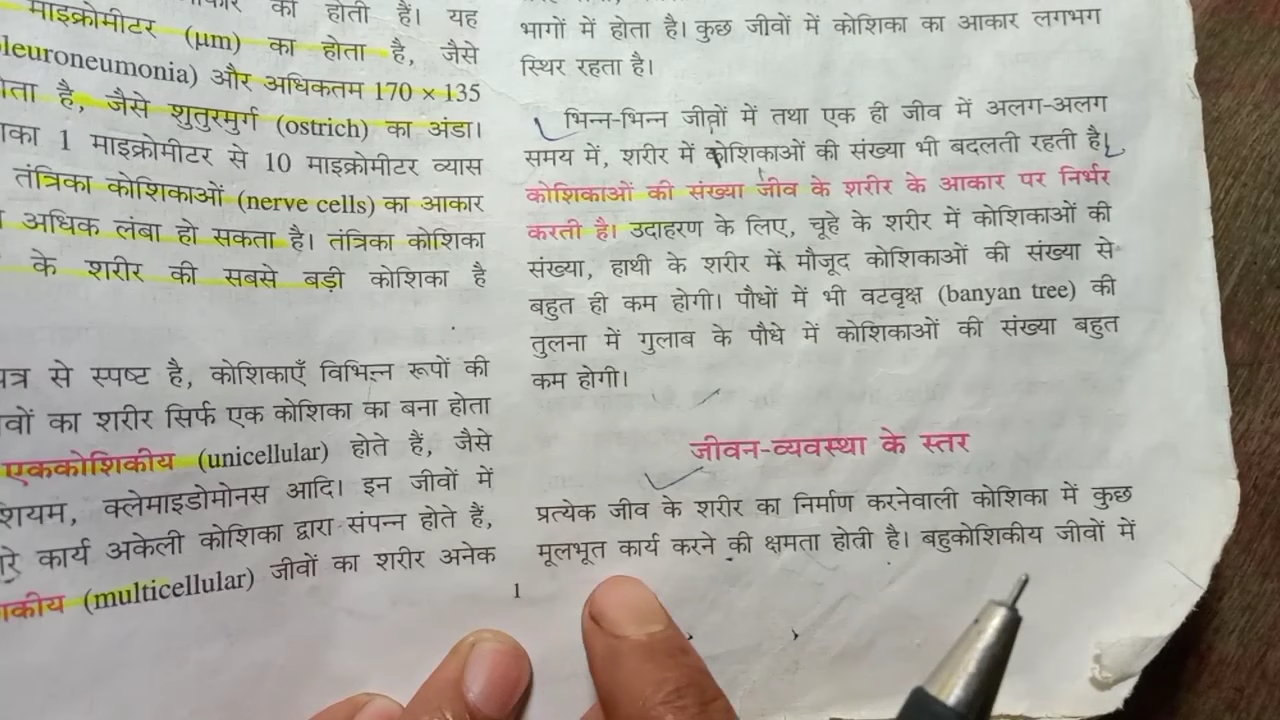 का होती है। यह
माइक्रोमीटर (μm) का होता है, जैसे
leuroneumonia) और अधिकतम 170 × 135
ता है, जैसे शुतुरमुर्ग (ostrich) का अंडा।
का 1 माइक्रोमीटर से 10 माइक्रोमीटर व्यास
तंत्रिका कोशिकाओं (nerve cells) का आकार
अधिक लंबा हो सकता है। तंत्रिका कोशिका
के शरीर की सबसे बड़ी कोशिका है
त्र से स्पष्ट है, कोशिकाएँ विभिन्न रूपों की
वों का शरीर सिर्फ एक कोशिका का बना होता
एककोशिकीय (unicellular) होते हैं, जैसे
शियम, क्लेमाइडोमोनस आदि। इन जीवों में
रे कार्य अकेली कोशिका द्वारा संपन्न होते हैं,
कीय (multicellular) जीवों का शरीर अनेक
भागों में होता है। कुछ जीवों में कोशिका का आकार लगभग
स्थिर रहता है।
भिन्न-भिन्न जीवों में तथा एक ही जीव में अलग-अलग
समय में, शरीर में कोशिकाओं की संख्या भी बदलती रहती है।
कोशिकाओं की संख्या जीव के शरीर के आकार पर निर्भर
करती है। उदाहरण के लिए, चूहे के शरीर में कोशिकाओं की
संख्या, हाथी के शरीर में मौजूद कोशिकाओं की संख्या से
बहुत ही कम होगी। पौधों में भी वटवृक्ष (banyan tree) की
तुलना में गुलाब के पौधे में कोशिकाओं की संख्या बहुत
कम होगी।
जीवन-व्यवस्था के स्तर
प्रत्येक जीव के शरीर का निर्माण करनेवाली कोशिका में कुछ
मूलभूत कार्य करने की क्षमता होती है। बहुकोशिकीय जीवों में
1